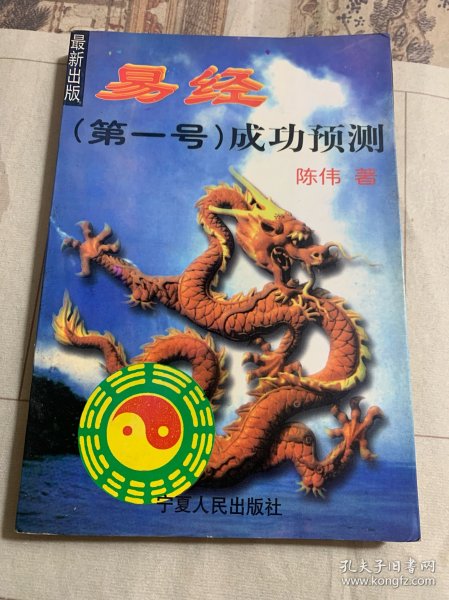 最新出版
易经
（第一号）成功预测
陈伟 著
宁夏人民出版社
孔夫子旧书网
www.kongfz.com